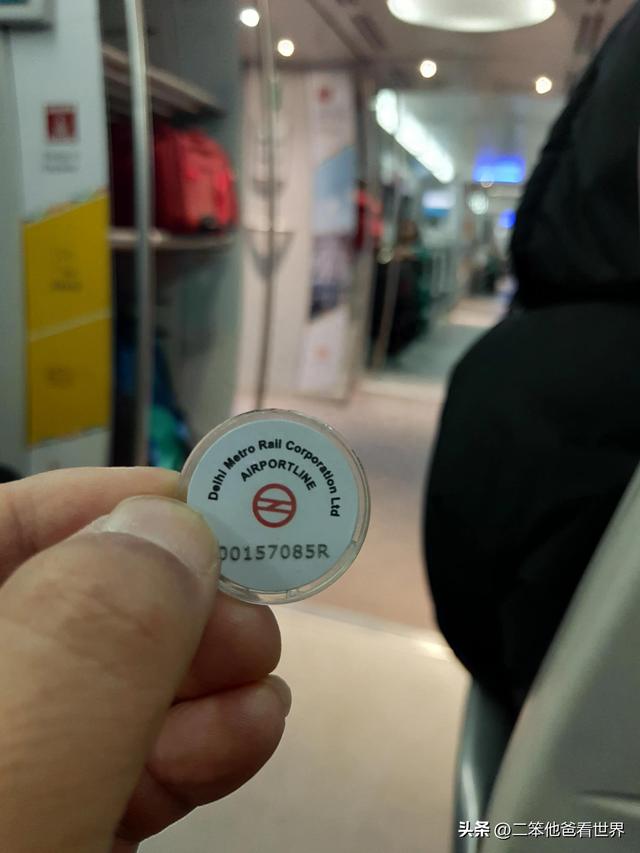 Delhi Metro Rail Corporation Ltd
AIRPORTLINE
00157085R
头条 @二笨他爸看世界